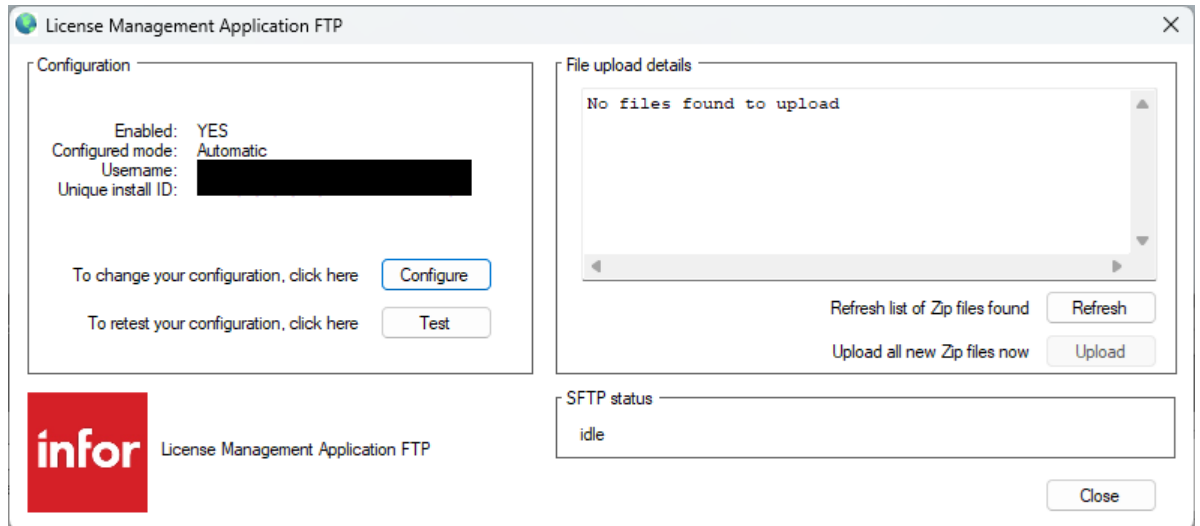 License Management Application FTP
Configuration
Enabled: YES
Configured mode: Automatic
Username:
Unique install ID:
To change your configuration, click here Configure
To retest your configuration, click here Test
infor
License Management Application FTP
File upload details
No files found to upload
Refresh list of Zip files found Refresh
Upload all new Zip files now Upload
SFTP status
idle
Close